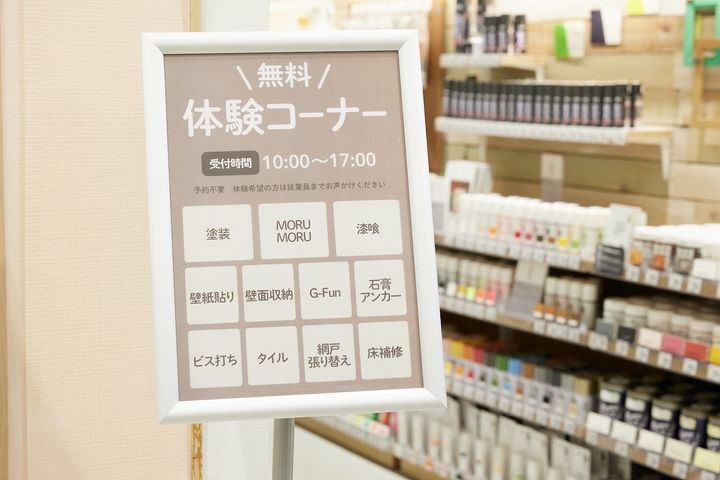 無料
体験コーナー
受付時間 10:00〜17:00
予約不要 体験希望の方は従業員までお声かけください
塗装
MORU
MORU
漆喰
壁紙貼り
壁面収納
G-Fun
石膏
アンカー
ビス打ち
タイル
網戸
張り替え
床補修